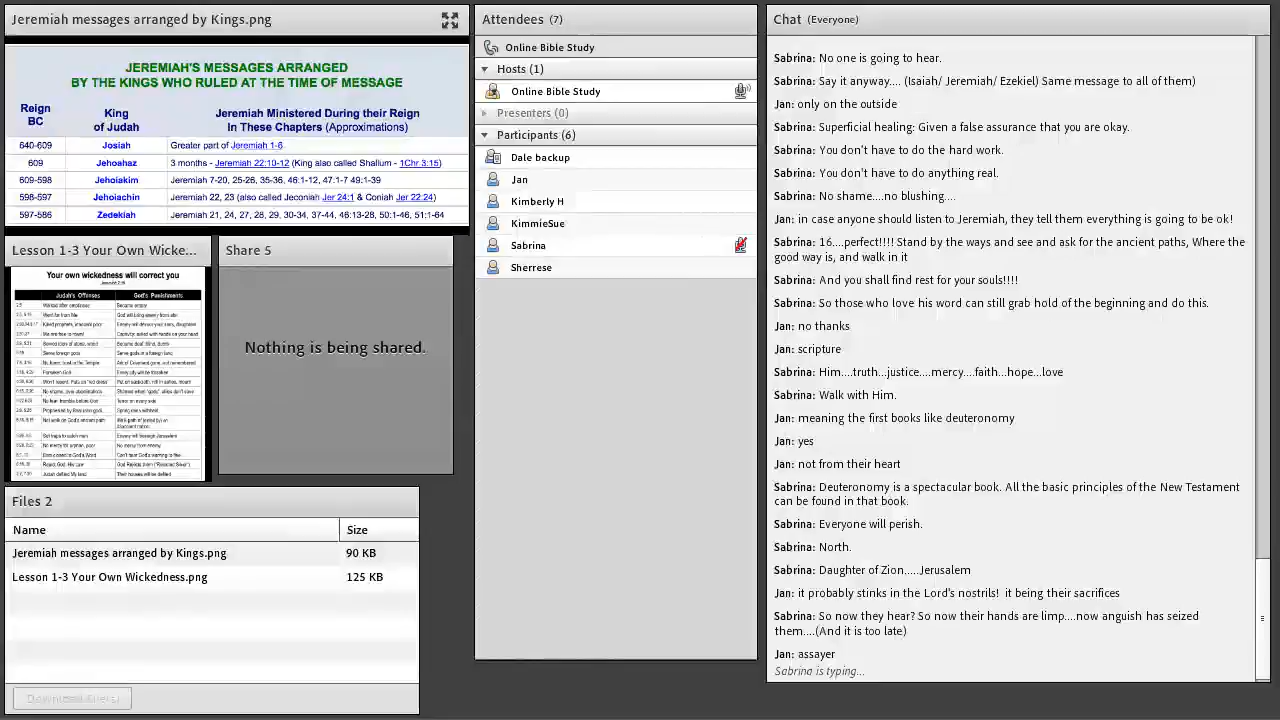 Jeremiah messages arranged by Kings.png
JEREMIAH'S MESSAGES ARRANGED
BY THE KINGS WHO RULED AT THE TIME OF MESSAGE
Reign BC King of Judah Jeremiah Ministered During their Reign In These Chapters (Approximations)
640-609 Josiah Greater part of Jeremiah 1-6
609 Jehoahaz 3 months - Jeremiah 22:10-12 (King also called Shallum - 1Chr 3:15)
609-598 Jehoiakim Jeremiah 7-20, 25-26, 35-36, 46:1-12, 47:1-7 49:1-39
598-597 Jehoiachin Jeremiah 22, 23 (also called Jeconiah Jer 24:1 & Coniah Jer 22:24)
597-586 Zedekiah Jeremiah 21, 24, 27, 28, 29, 30-34, 37-44, 46:13-28, 50:1-46, 51:1-64
Lesson 1-3 Your Own Wicke...
Your own wickedness will correct you
Judah's Offenses God's Punishments
Share 5
Nothing is being shared.
Files 2
Name Size
Jeremiah messages arranged by Kings.png 90 KB
Lesson 1-3 Your Own Wickedness.png 125 KB
Download File(s)
Attendees (7)
Online Bible Study
Hosts (1)
Online Bible Study
Presenters (0)
Participants (6)
Dale backup
Jan
Kimberly H
KimmieSue
Sabrina
Sherrese
Chat (Everyone)
Sabrina: No one is going to hear.
Sabrina: Say it anyway.... (Isaiah/ Jeremiah/ Ezekiel) Same message to all of them)
Jan: only on the outside
Sabrina: Superficial healing: Given a false assurance that you are okay.
Sabrina: You don't have to do the hard work.
Sabrina: You don't have to do anything real.
Sabrina: No shame....no blushing....
Jan: in case anyone should listen to Jeremiah, they tell them everything is going to be ok!
Sabrina: 16....perfect!!!! Stand by the ways and see and ask for the ancient paths, Where the
good way is, and walk in it
Sabrina: And you shall find rest for your souls!!!!
Sabrina: So those who love his word can still grab hold of the beginning and do this.
Jan: no thanks
Jan: scripture
Sabrina: Him....truth...justice....mercy....faith...hope...love
Sabrina: Walk with Him.
Jan: meaning the first books like deuteronomy
Jan: yes
Jan: not from their heart
Sabrina: Deuteronomy is a spectacular book. All the basic principles of the New Testament
can be found in that book.
Sabrina: Everyone will perish.
Sabrina: North.
Sabrina: Daughter of Zion,....Jerusalem
Jan: it probably stinks in the Lord's nostrils! it being their sacrifices
Sabrina: So now they hear? So now their hands are limp....now anguish has seized
them....(And it is too late)
Jan: assayer
Sabrina is typing...